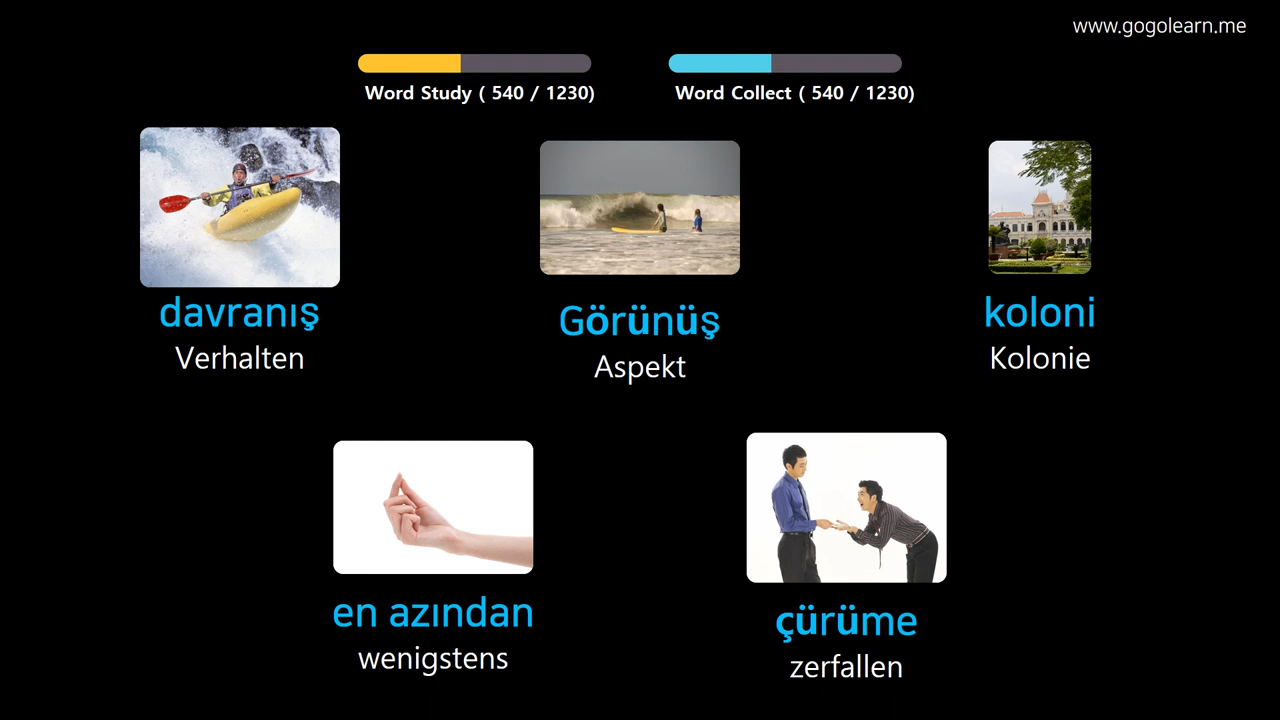 www.gogolearn.me
Word Study ( 540 / 1230)
Word Collect ( 540 / 1230)
davranış
Verhalten
Görünüş
Aspekt
koloni
Kolonie
en azından
wenigstens
çürüme
zerfallen